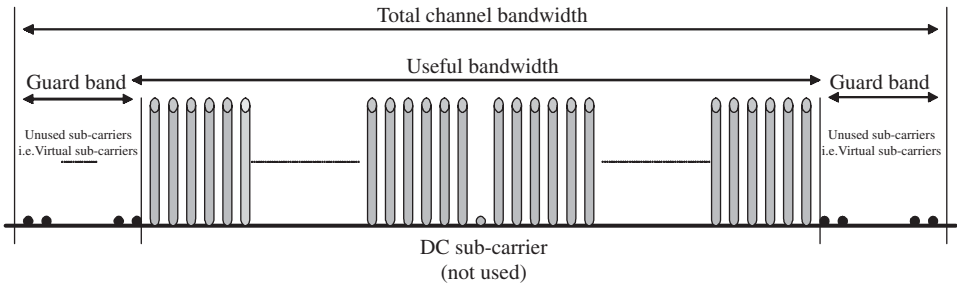 Total channel bandwidth
Useful bandwidth
Guard band
Guard band
Unused sub-carriers
i.e.Virtual sub-carriers
Unused sub-carriers
i.e.Virtual sub-carriers
DC sub-carrier
(not used)